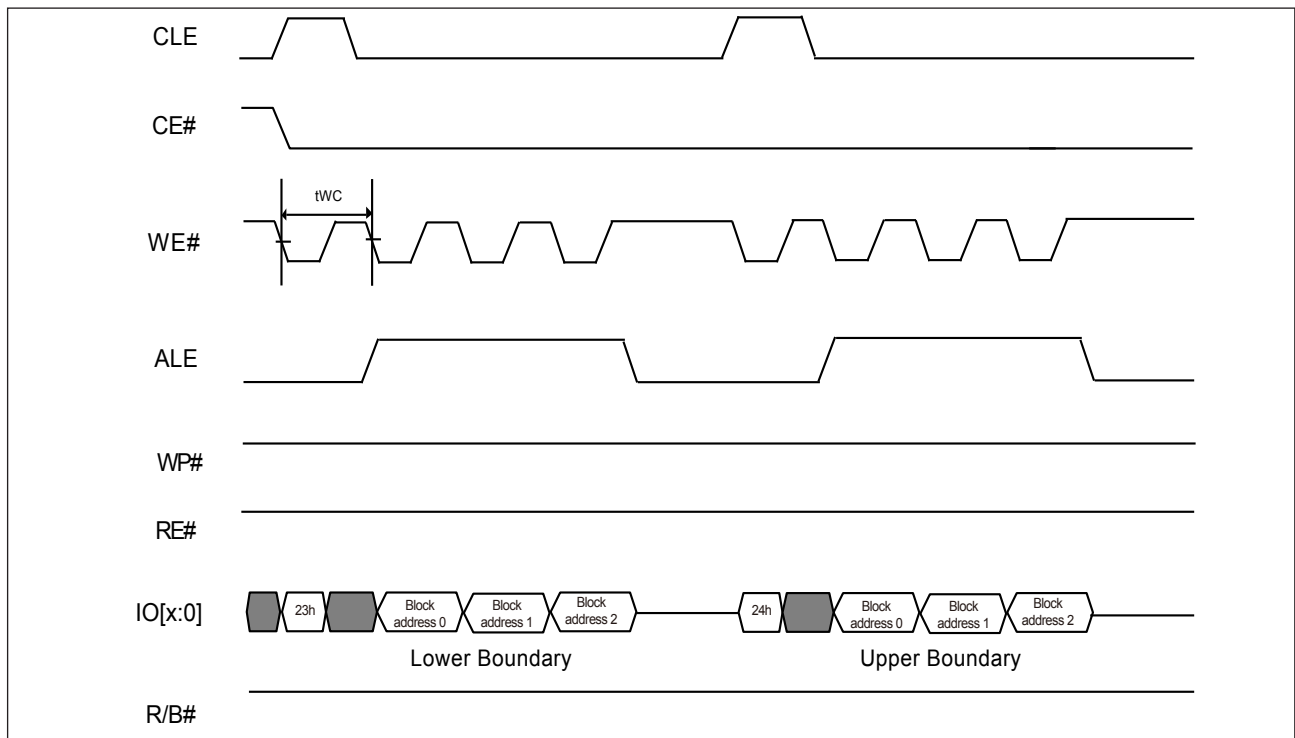 CLE
CE#
tWC
WE#
ALE
WP#
RE#
IO[x:0]
23h
Block
address 0
Block
address 1
Block
address 2
24h
Block
address 0
Block
address 1
Block
address 2
Lower Boundary
Upper Boundary
R/B#